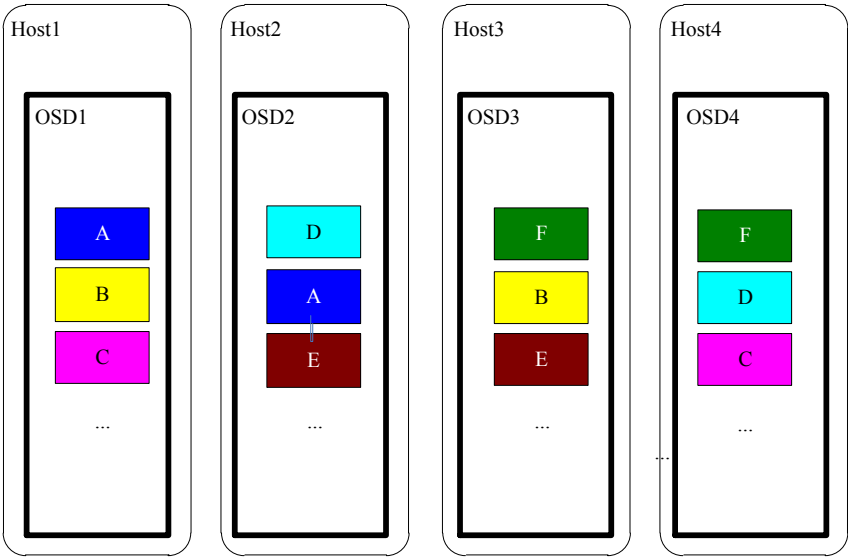 Host1
Host2
Host3
Host4
OSD1
OSD2
OSD3
OSD4
A
D
F
F
B
A
B
D
C
E
E
C
...
...
...
...
...